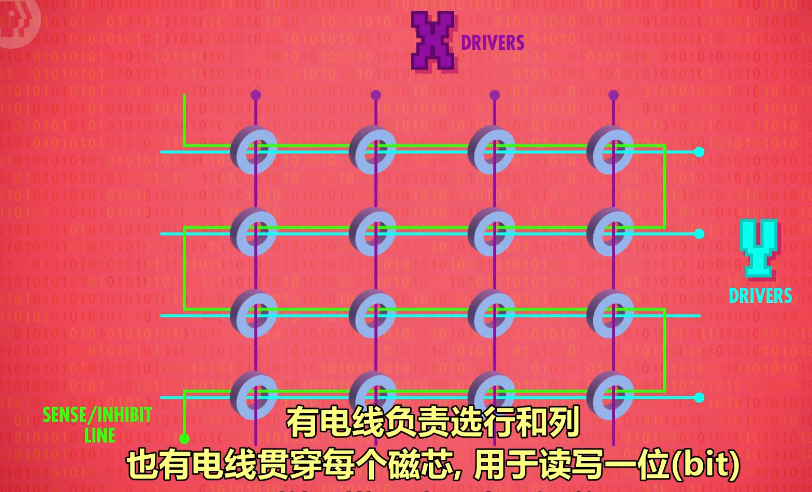 X DRIVERS
Y
DRIVERS
SENSE/INHIBIT
LINE
有电线负责选行和列
也有电线贯穿每个磁芯, 用于读写一位(bit)